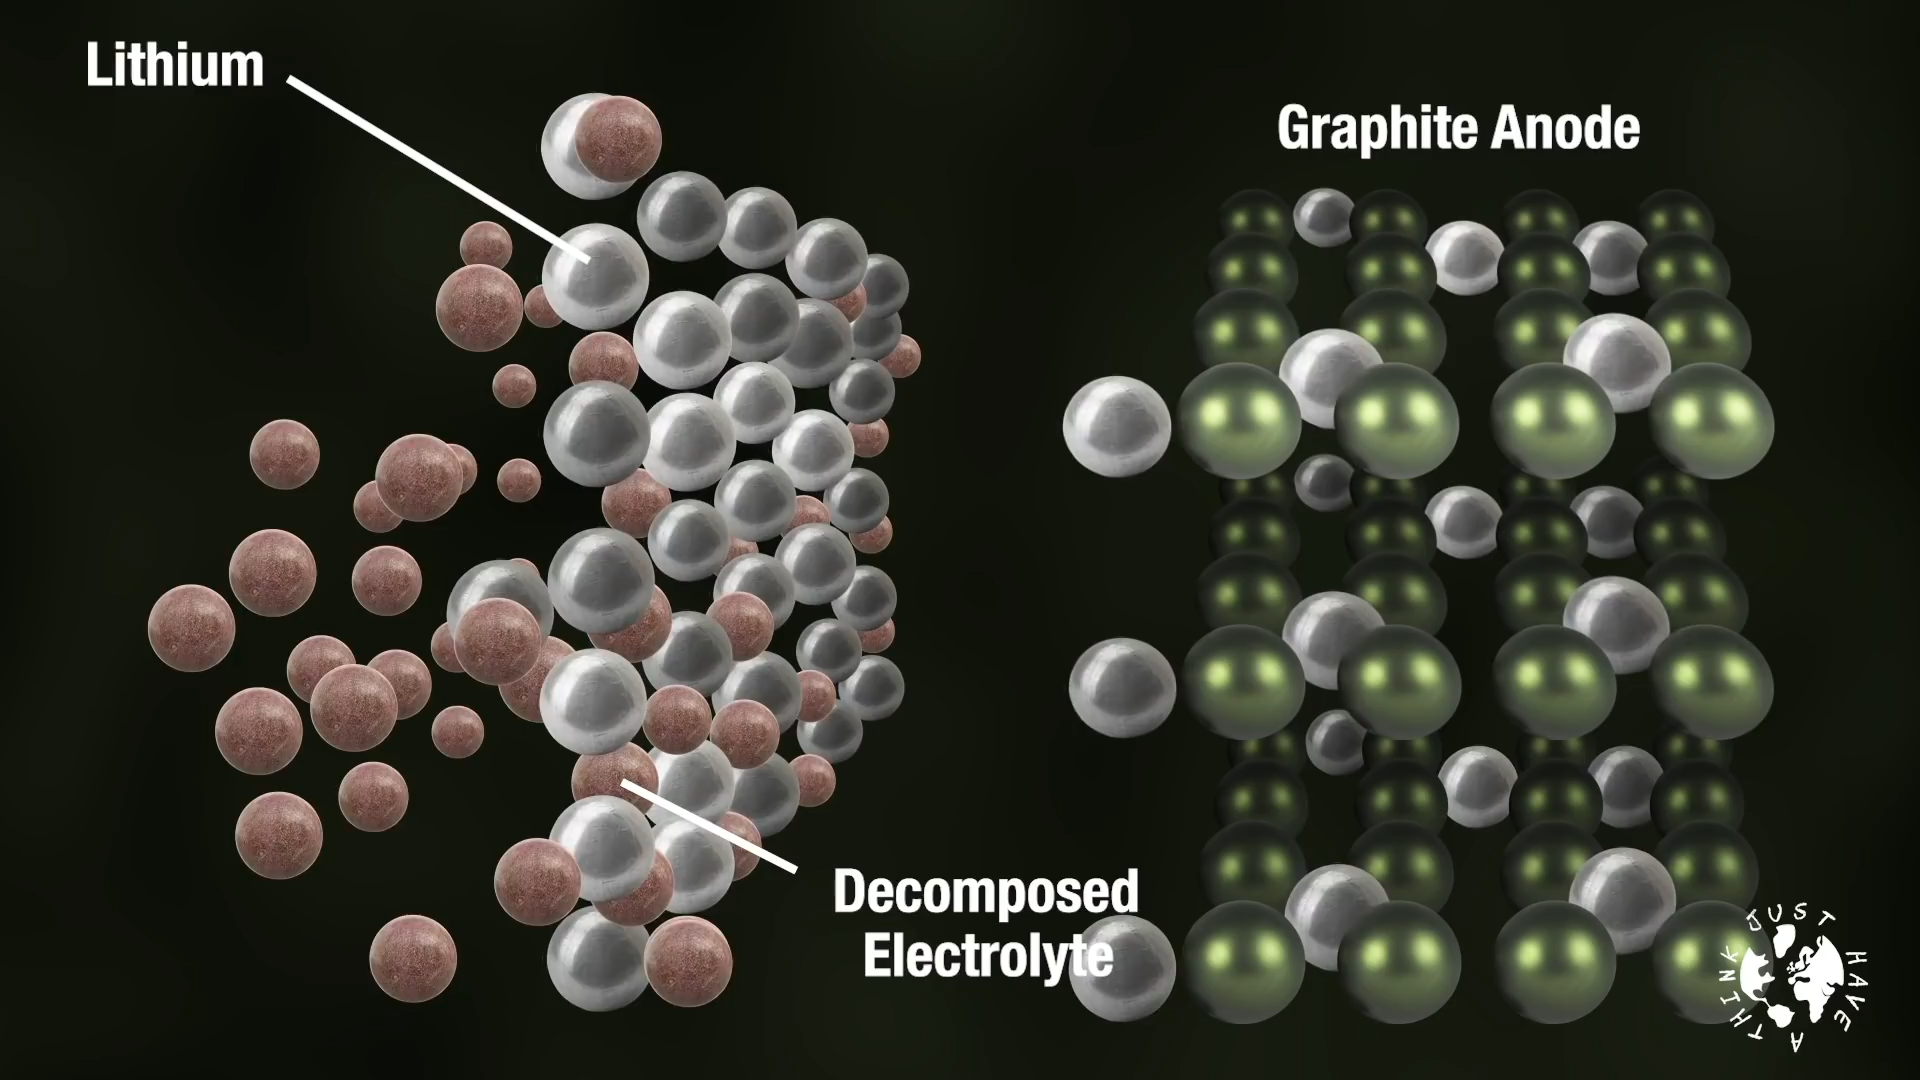 Lithium
Graphite Anode
Decomposed
Electrolyte
JUST HAVE A THINK